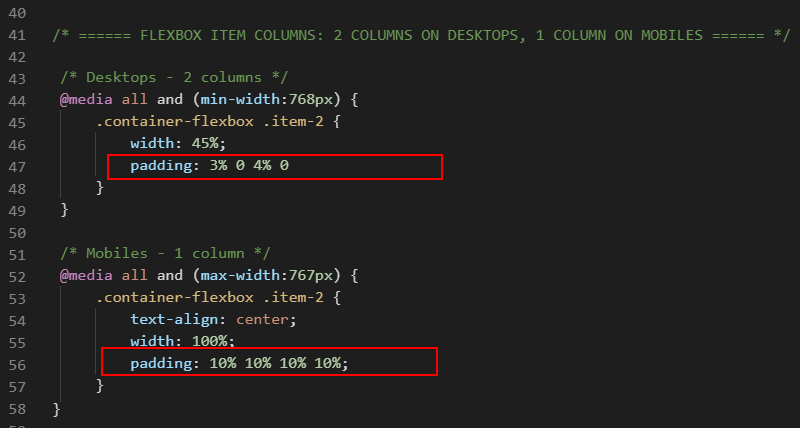 40
41 /* ====== FLEXBOX ITEM COLUMNS: 2 COLUMNS ON DESKTOPS, 1 COLUMN ON MOBILES ====== */
42
43 /* Desktops - 2 columns */
44 @media all and (min-width:768px) {
45 .container-flexbox .item-2 {
46 width: 45%;
47 padding: 3% 0 4% 0
48 }
49 }
50
51 /* Mobiles - 1 column */
52 @media all and (max-width:767px) {
53 .container-flexbox .item-2 {
54 text-align: center;
55 width: 100%;
56 padding: 10% 10% 10% 10%;
57 }
58 }